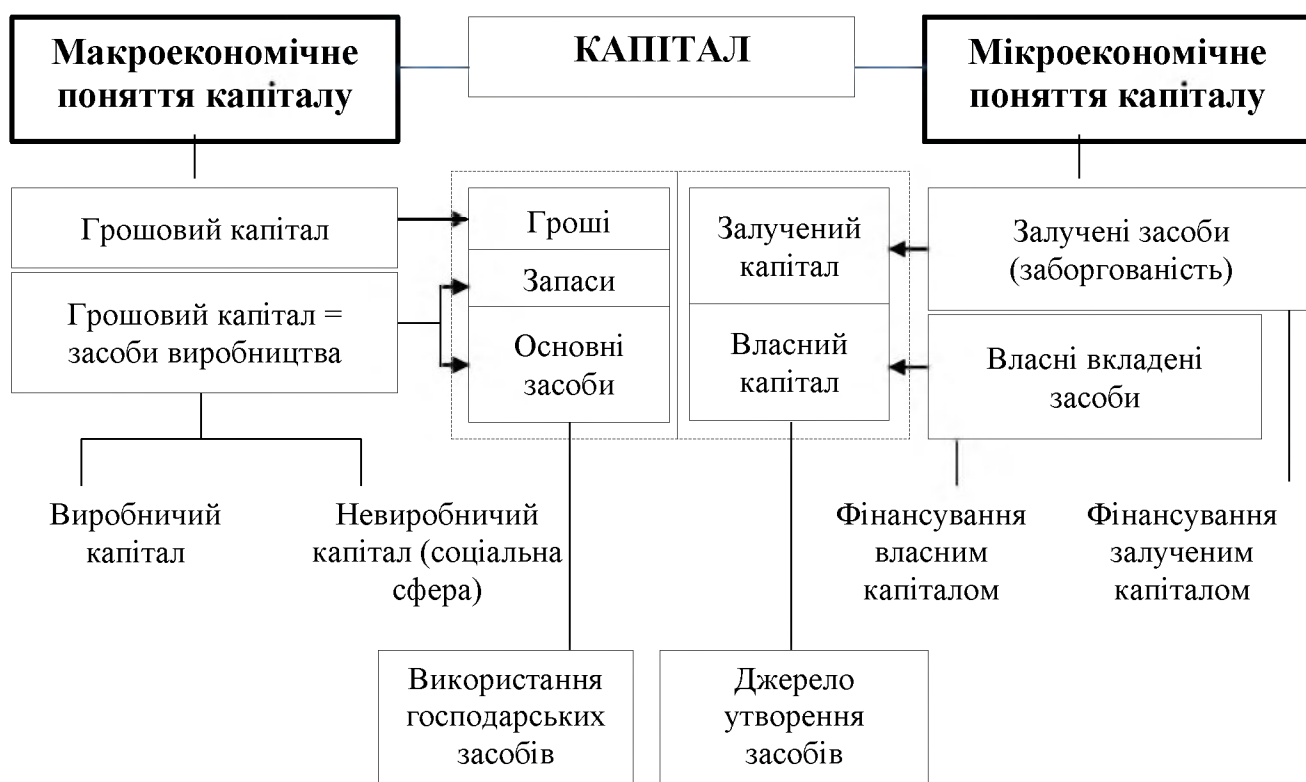 Макроекономічне
поняття капіталу
КАПІТАЛ
Мікроекономічне
поняття капіталу
Грошовий капітал
Грошовий капітал =
засоби виробництва
Гроші
Запаси
Основні
засоби
Залучений
капітал
Власний
капітал
Залучені засоби
(заборгованість)
Власні вкладені
засоби
Виробничий
капітал
Невиробничий
капітал (соціальна
сфера)
Фінансування
власним
капіталом
Фінансування
залученим
капіталом
Використання
господарських
засобів
Джерело
утворення
засобів